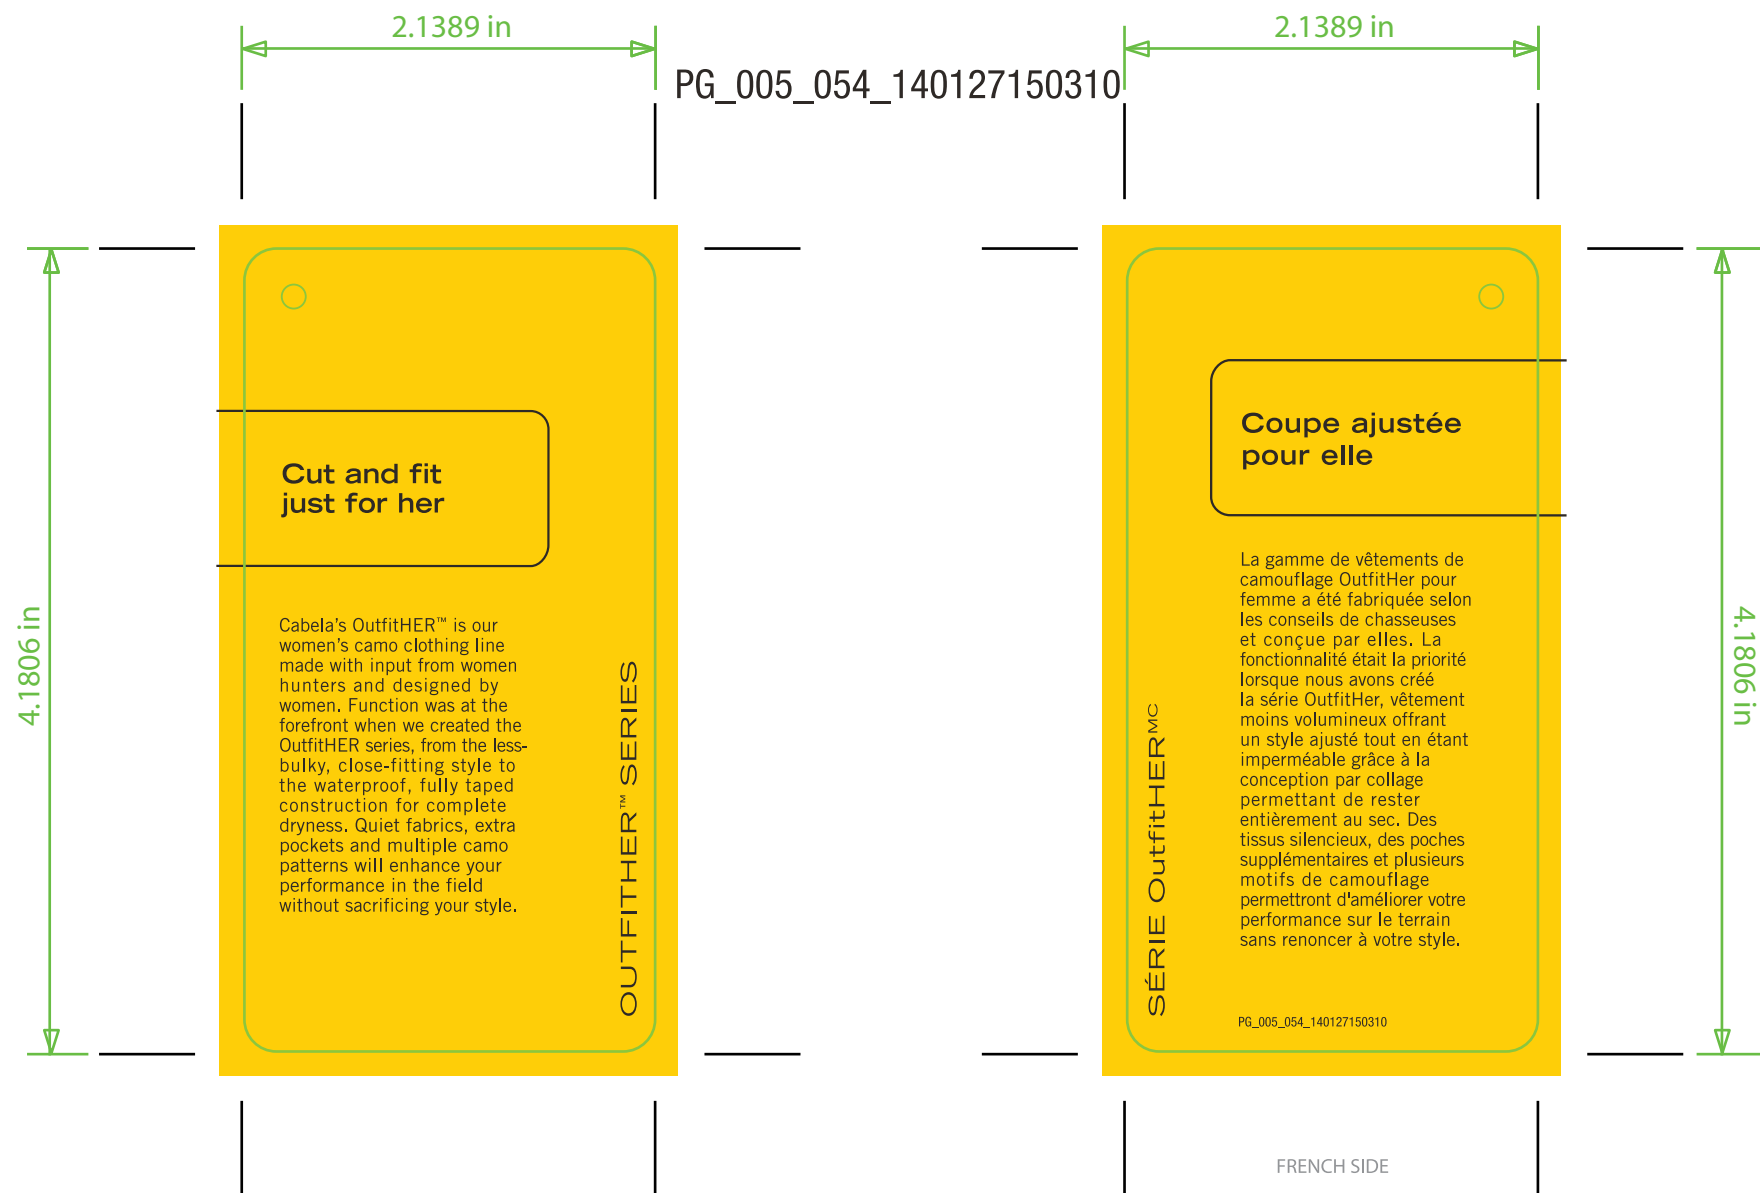 2.1389 in
2.1389 in
PG_005_054_140127150310
4.1806 in
Cut and fit
just for her
Cabela's OutfitHER™ is our
women's camo clothing line
made with input from women
hunters and designed by
women. Function was at the
forefront when we created the
OutfitHER series, from the less-
bulky, close-fitting style to
the waterproof, fully taped
construction for complete
dryness. Quiet fabrics, extra
pockets and multiple camo
patterns will enhance your
performance in the field
without sacrificing your style.
OUTFITHER™ SERIES
Coupe ajustée
pour elle
La gamme de vêtements de
camouflage OutfitHer pour
femme a été fabriquée selon
les conseils de chasseuses
et conçue par elles. La
fonctionnalité était la priorité
lorsque nous avons créé
la série OutfitHer, vêtement
moins volumineux offrant
un style ajusté tout en étant
imperméable grâce à la
conception par collage
permettant de rester
entièrement au sec. Des
tissus silencieux, des poches
supplémentaires et plusieurs
motifs de camouflage
permettront d'améliorer votre
performance sur le terrain
sans renoncer à votre style.
SÉRIE OutfitHERMC
PG_005_054_140127150310
4.1806 in
FRENCH SIDE